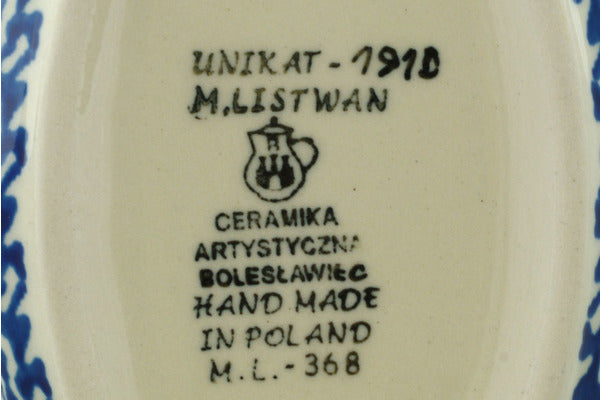 UNIKAT - 1910
M. LISTWAN
CERAMIKA
ARTYSTYCZNA
BOLESŁAWIEC
HAND MADE
IN POLAND
M.L.-368